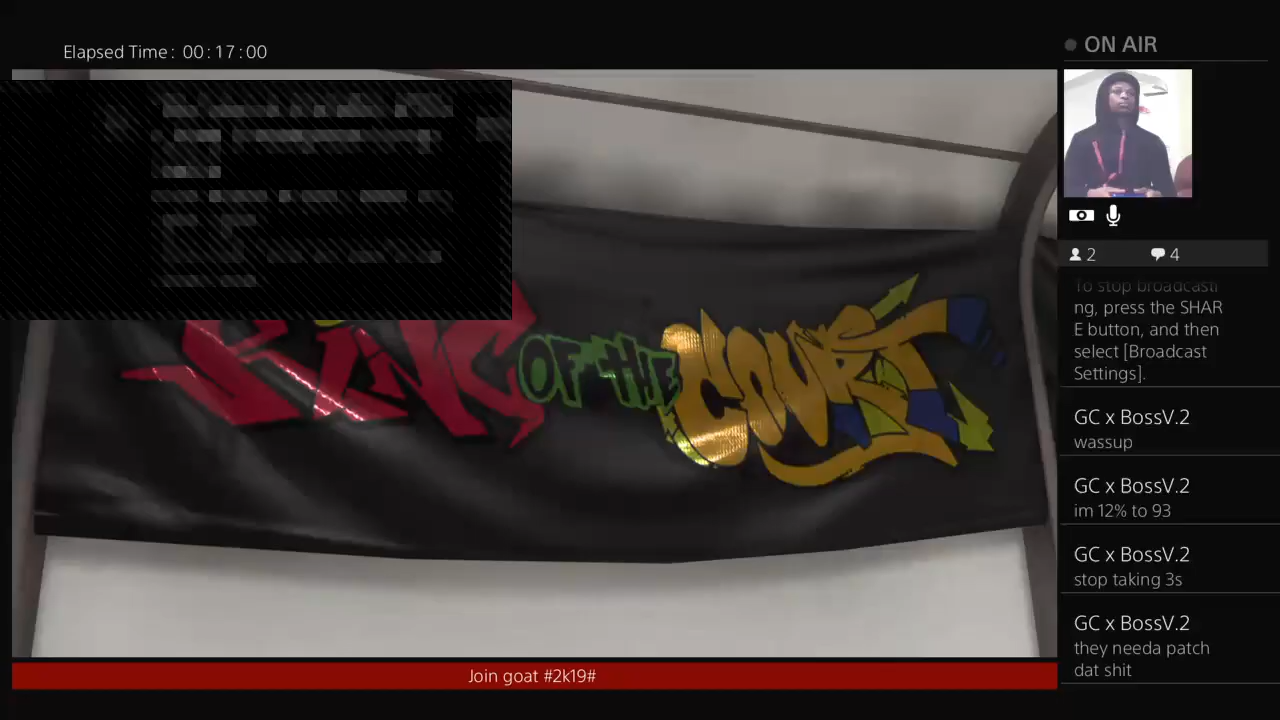 Elapsed Time: 00:17:00
ON AIR
KING OF THE COURT
2
4
To stop broadcasti
ng, press the SHAR
E button, and then
select [Broadcast
Settings].
GC x BossV.2
wassup
GC x BossV.2
im 12% to 93
GC x BossV.2
stop taking 3s
GC x BossV.2
they needa patch
dat shit
Join goat #2k19#